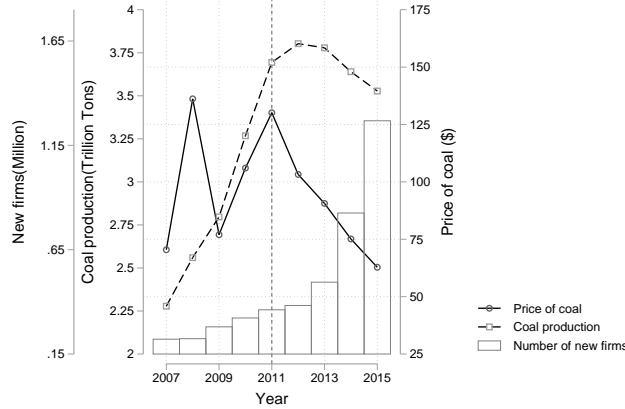 New firms(Million)
1.65
1.15
.65
.15
Coal production(Trillion Tons)
4
3.75
3.5
3.25
3
2.75
2.5
2.25
2
175
150
125
100
75
50
25
Price of coal ($)
2007 2009 2011 2013 2015
Year
Price of coal
Coal production
Number of new firms